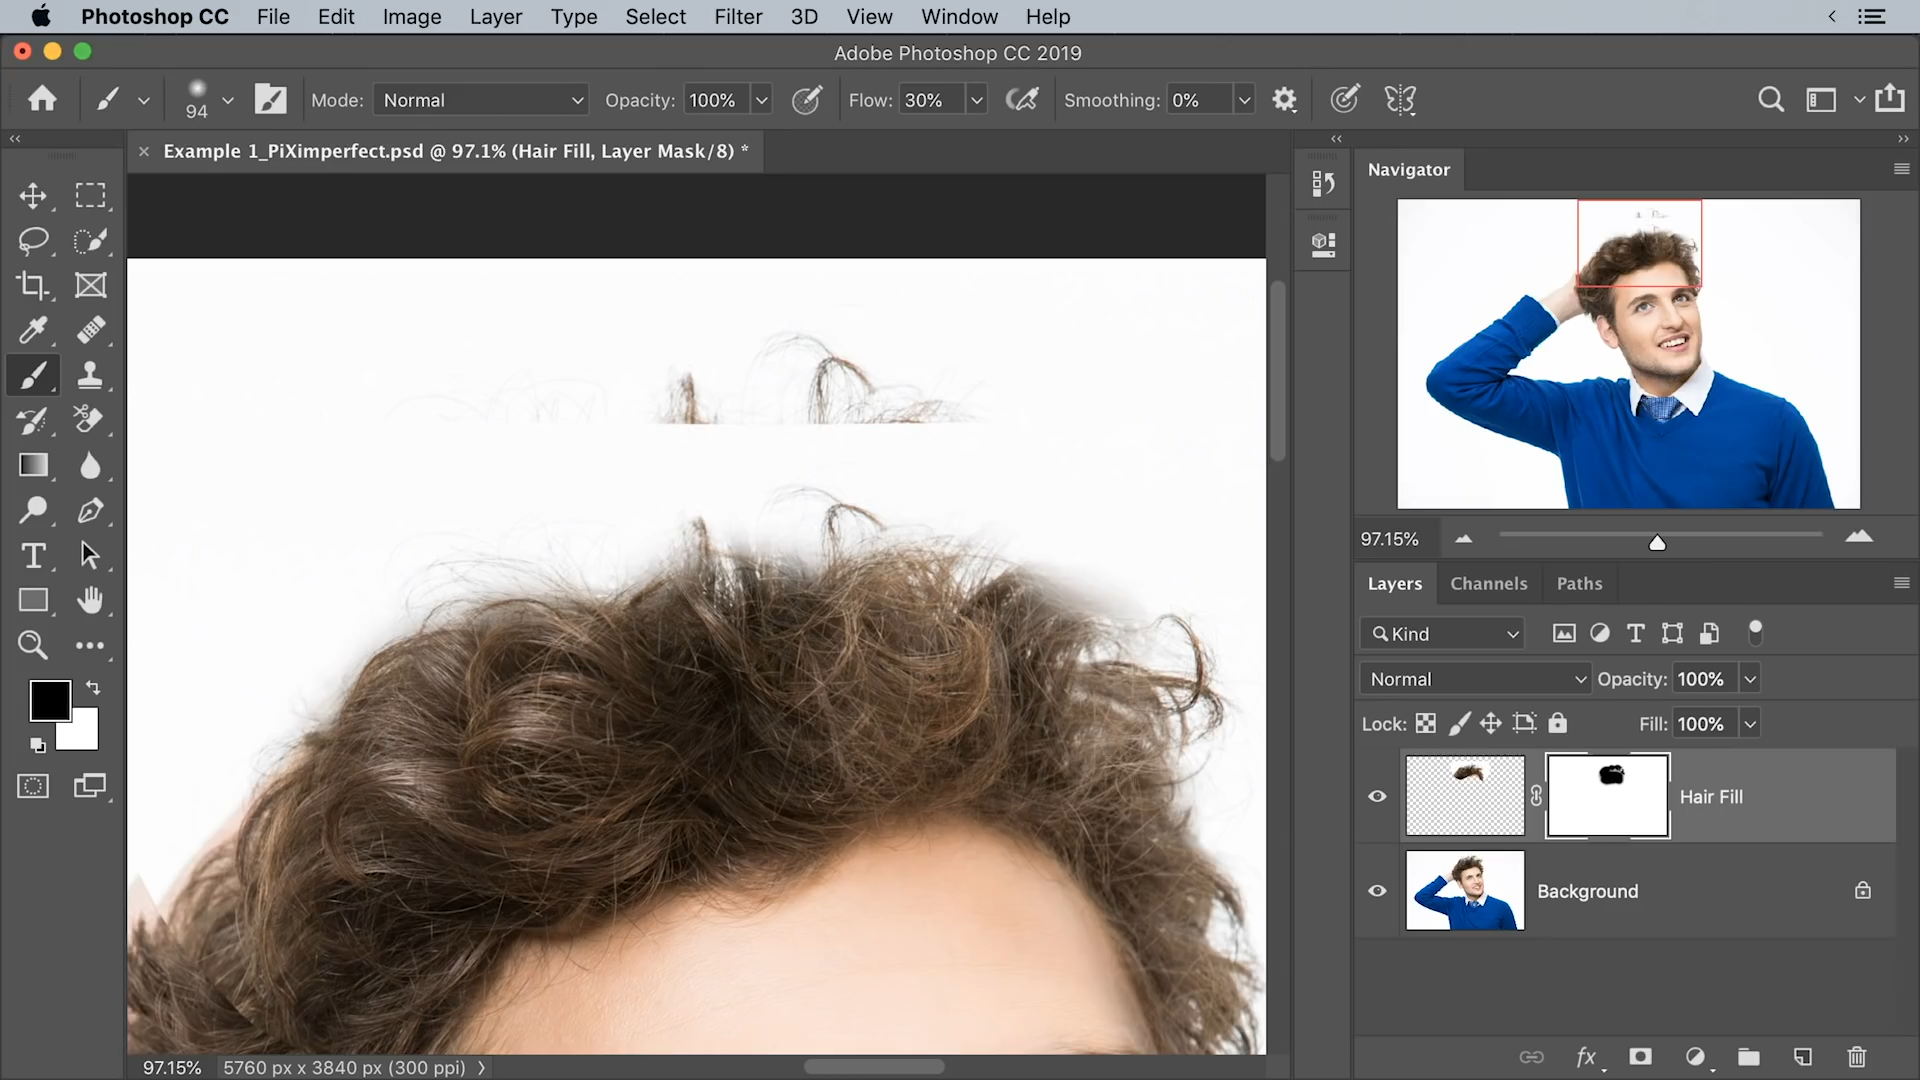 Photoshop CC File Edit Image Layer Type Select Filter 3D View Window Help
Adobe Photoshop CC 2019
94 Mode: Normal Opacity: 100% Flow: 30% Smoothing: 0%
Example 1_PiXimperfect.psd @ 97.1% (Hair Fill, Layer Mask/8) *
Navigator
97.15%
Layers Channels Paths
Kind
Normal Opacity: 100%
Lock: Fill: 100%
Hair Fill
Background
97.15% 5760 px x 3840 px (300 ppi)